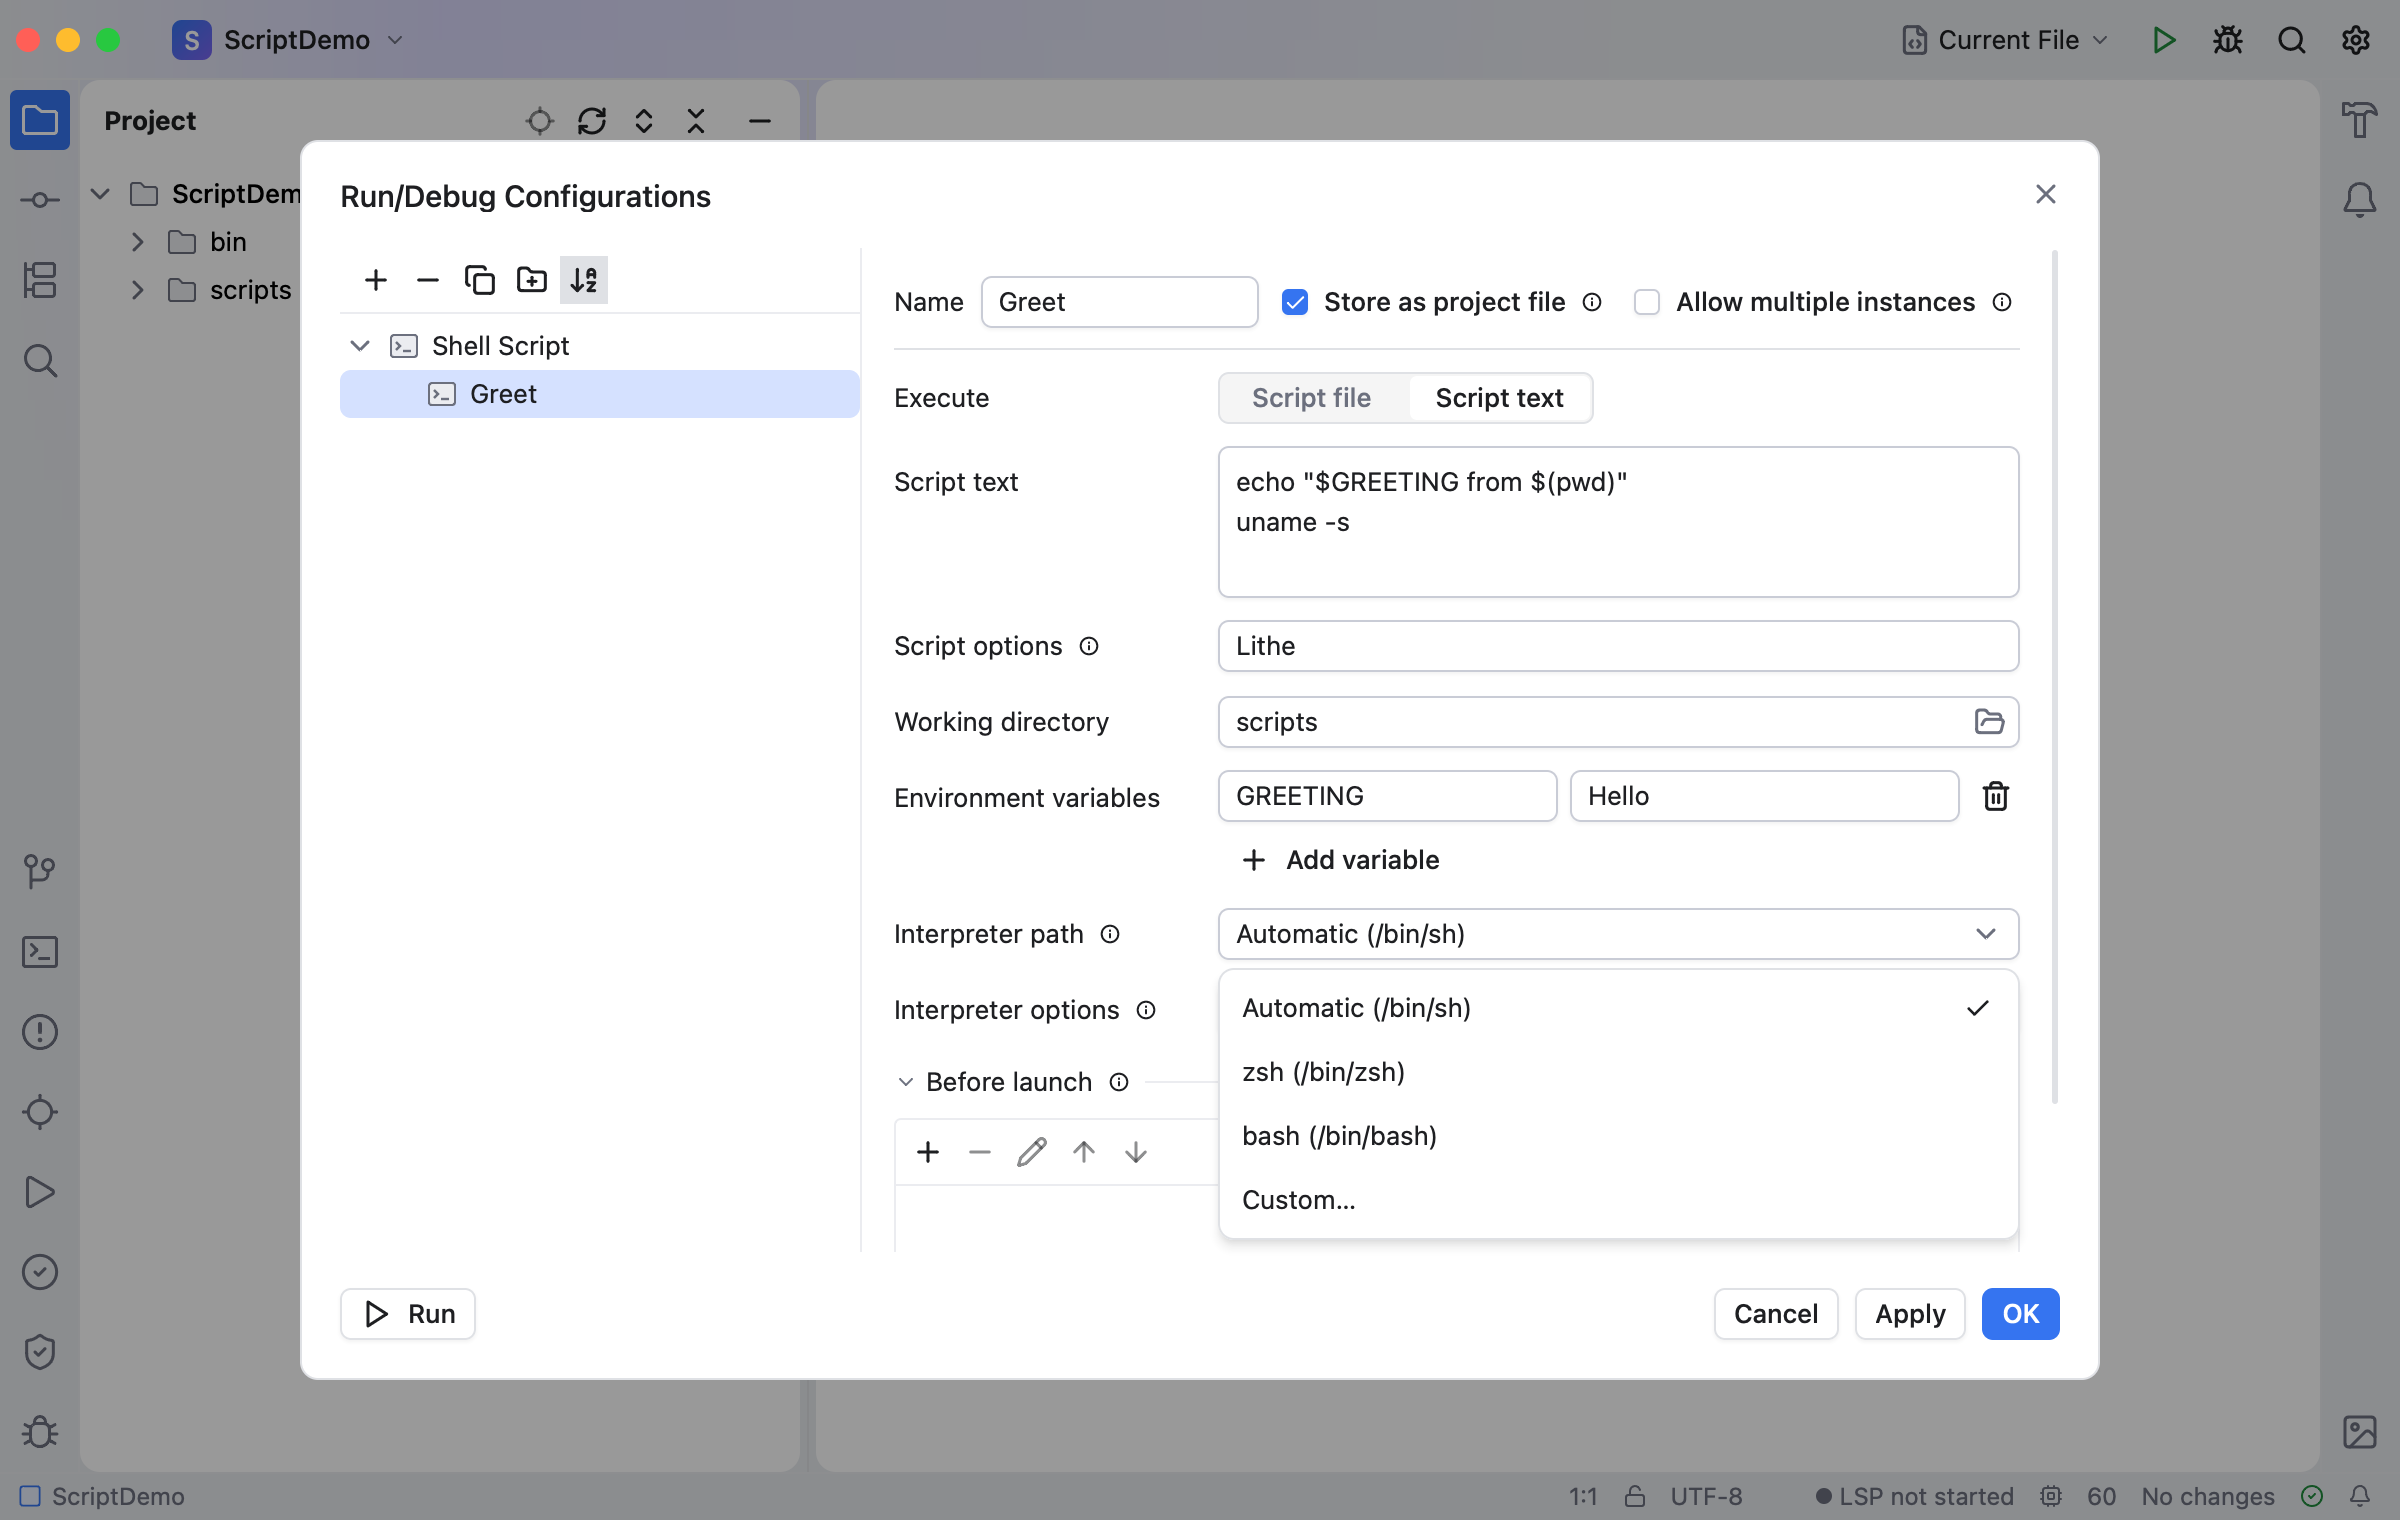 S ScriptDemo
Current File
Project
ScriptDem
bin
scripts
Run/Debug Configurations
Shell Script
Greet
Name Greet Store as project file Allow multiple instances
Execute Script file Script text
Script text echo "$GREETING from $(pwd)"
uname -s
Script options Lithe
Working directory scripts
Environment variables GREETING Hello
Add variable
Interpreter path Automatic (/bin/sh)
Interpreter options
Automatic (/bin/sh)
zsh (/bin/zsh)
bash (/bin/bash)
Custom...
Before launch
Run Cancel Apply OK
ScriptDemo 1:1 UTF-8 LSP not started 60 No changes